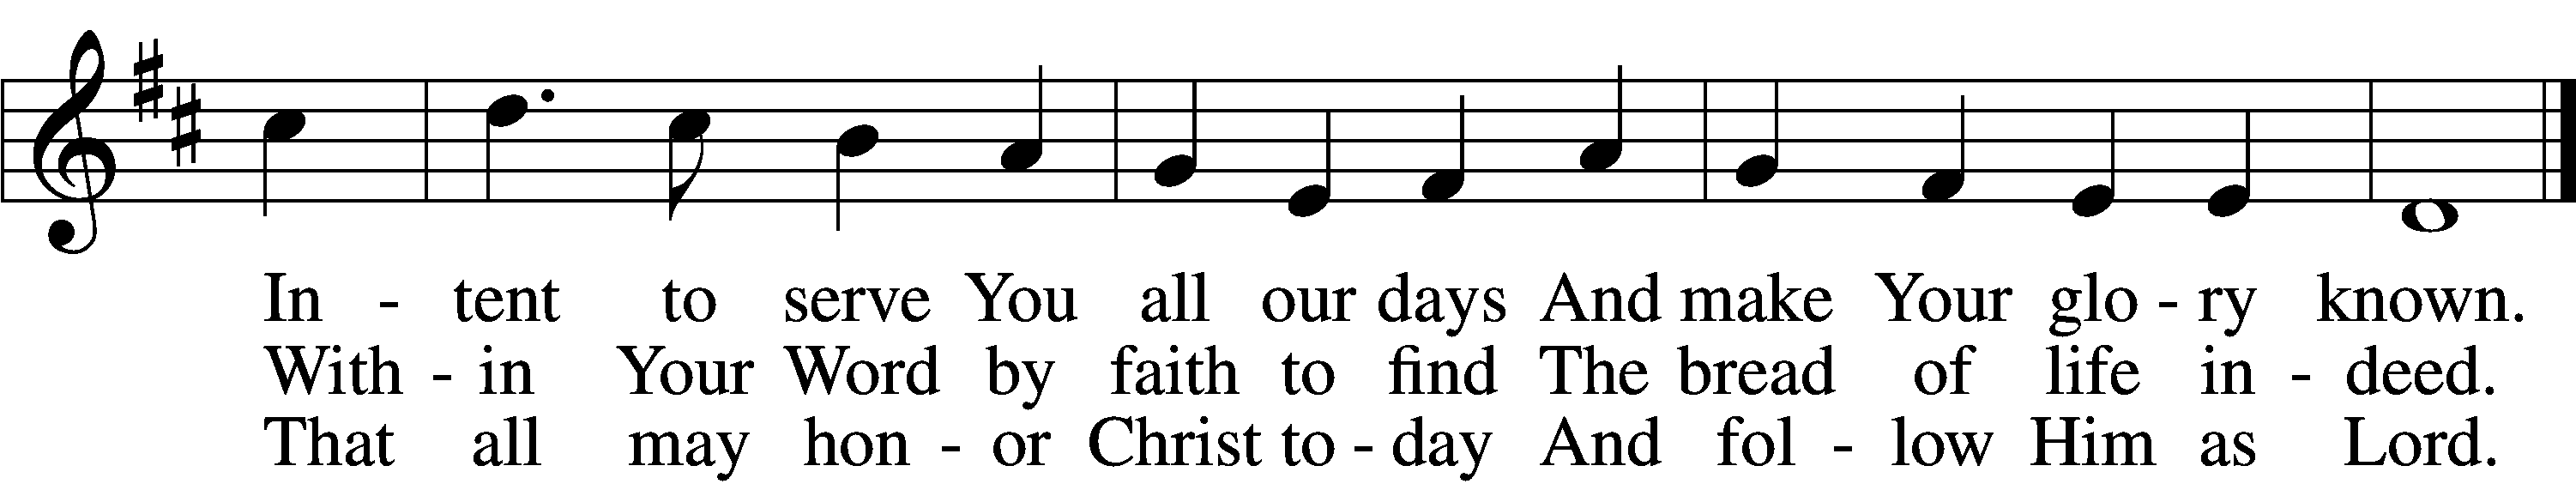 In - tent to serve You all our days And make Your glo - ry known.
With - in Your Word by faith to find The bread of life in - deed.
That all may hon - or Christ to - day And fol - low Him as Lord.